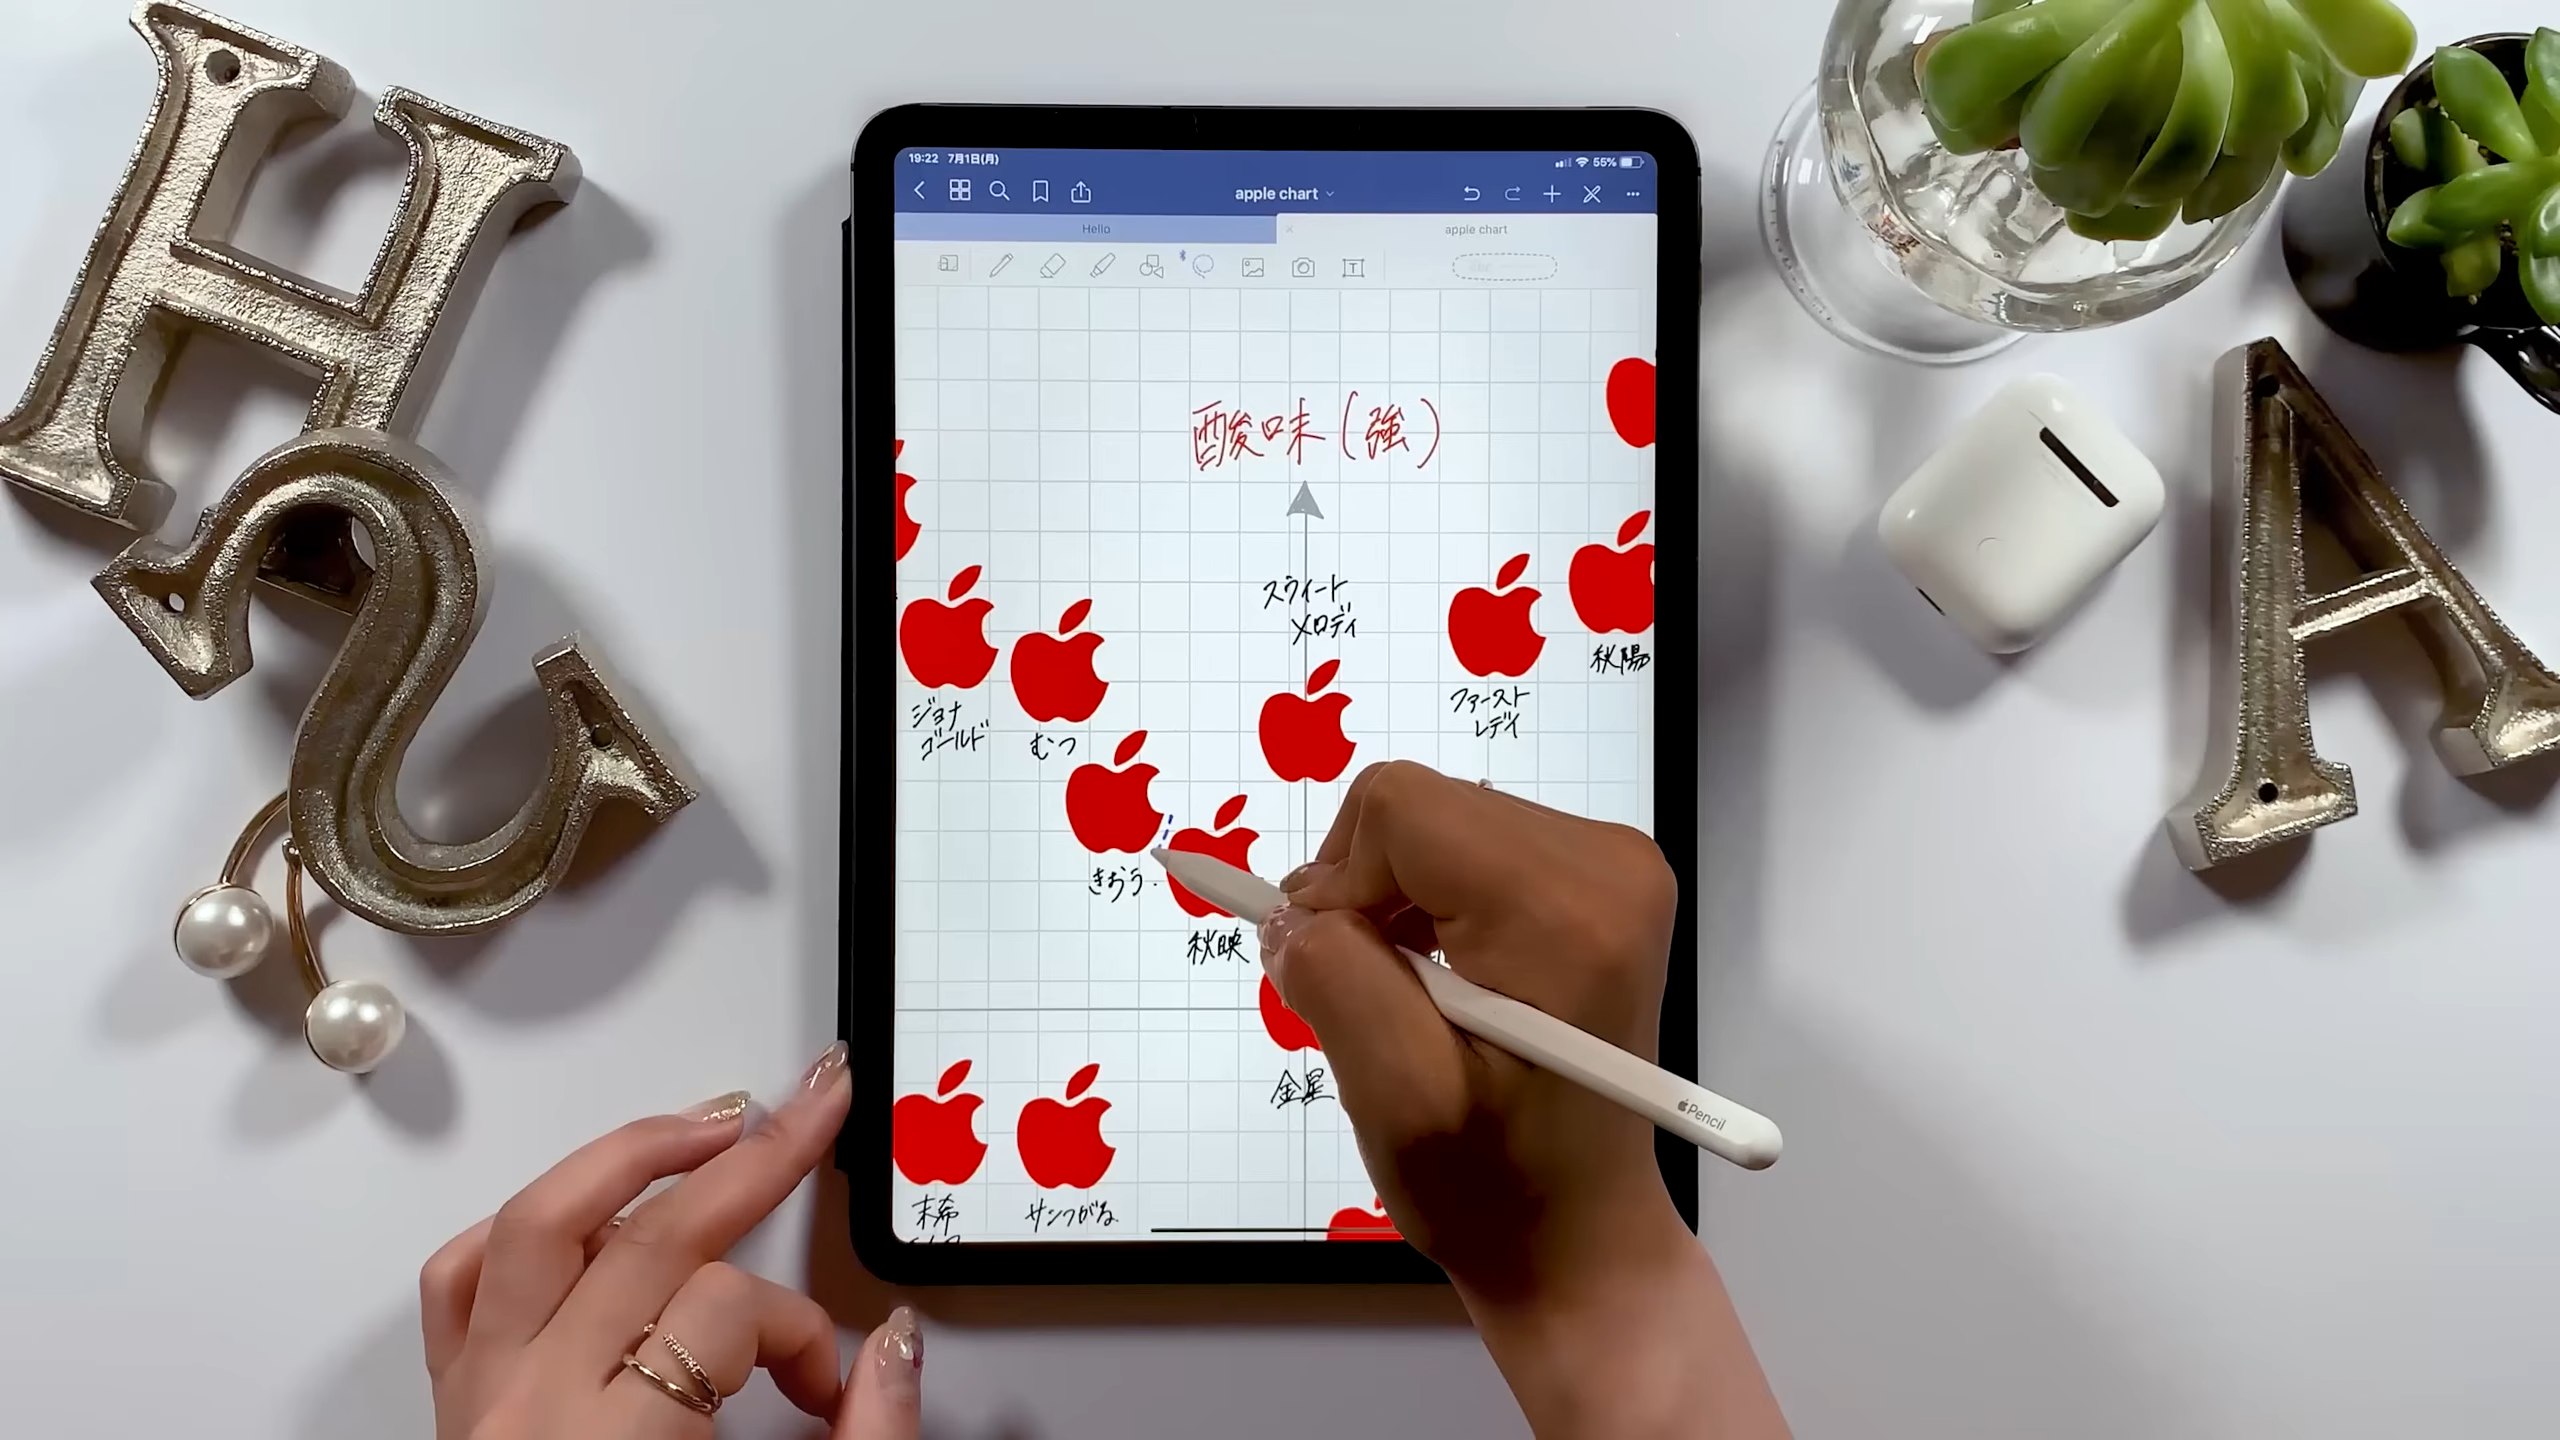 19:22 7月1日(月)
55%
apple chart
Hello
apple chart
酸味(強)
スウィート
メロディ
秋陽
ファースト
レディ
ジョナ
ゴールド
むつ
きおう
秋映
金星
サンつがる
Pencil
H
S
A